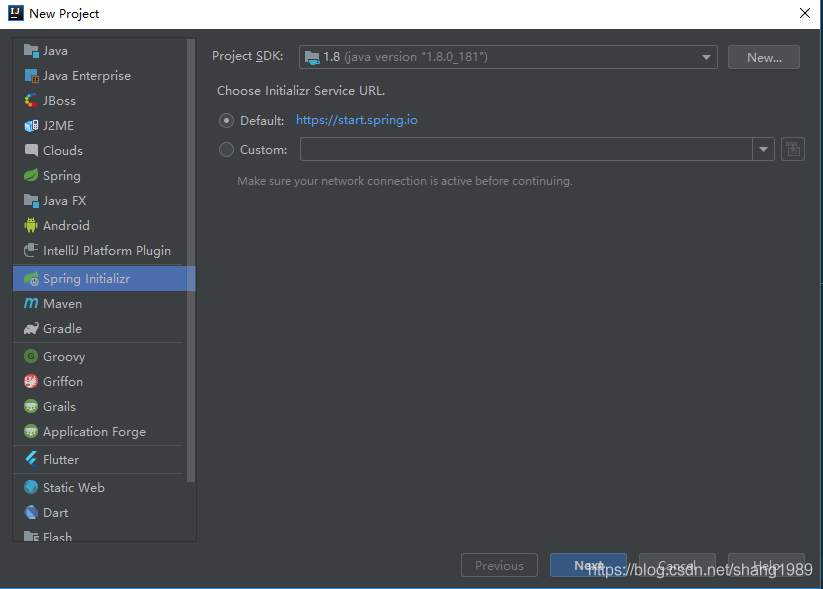 New Project
Java
Java Enterprise
JBoss
J2ME
Clouds
Spring
Java FX
Android
IntelliJ Platform Plugin
Spring Initializr
Maven
Gradle
Groovy
Griffon
Grails
Application Forge
Flutter
Static Web
Dart
Flash
Project SDK: 1.8 (java version "1.8.0_181") New...
Choose Initializr Service URL.
Default: https://start.spring.io
Custom:
Make sure your network connection is active before continuing.
Previous Next Cancel Help
https://blog.csdn.net/shang1989